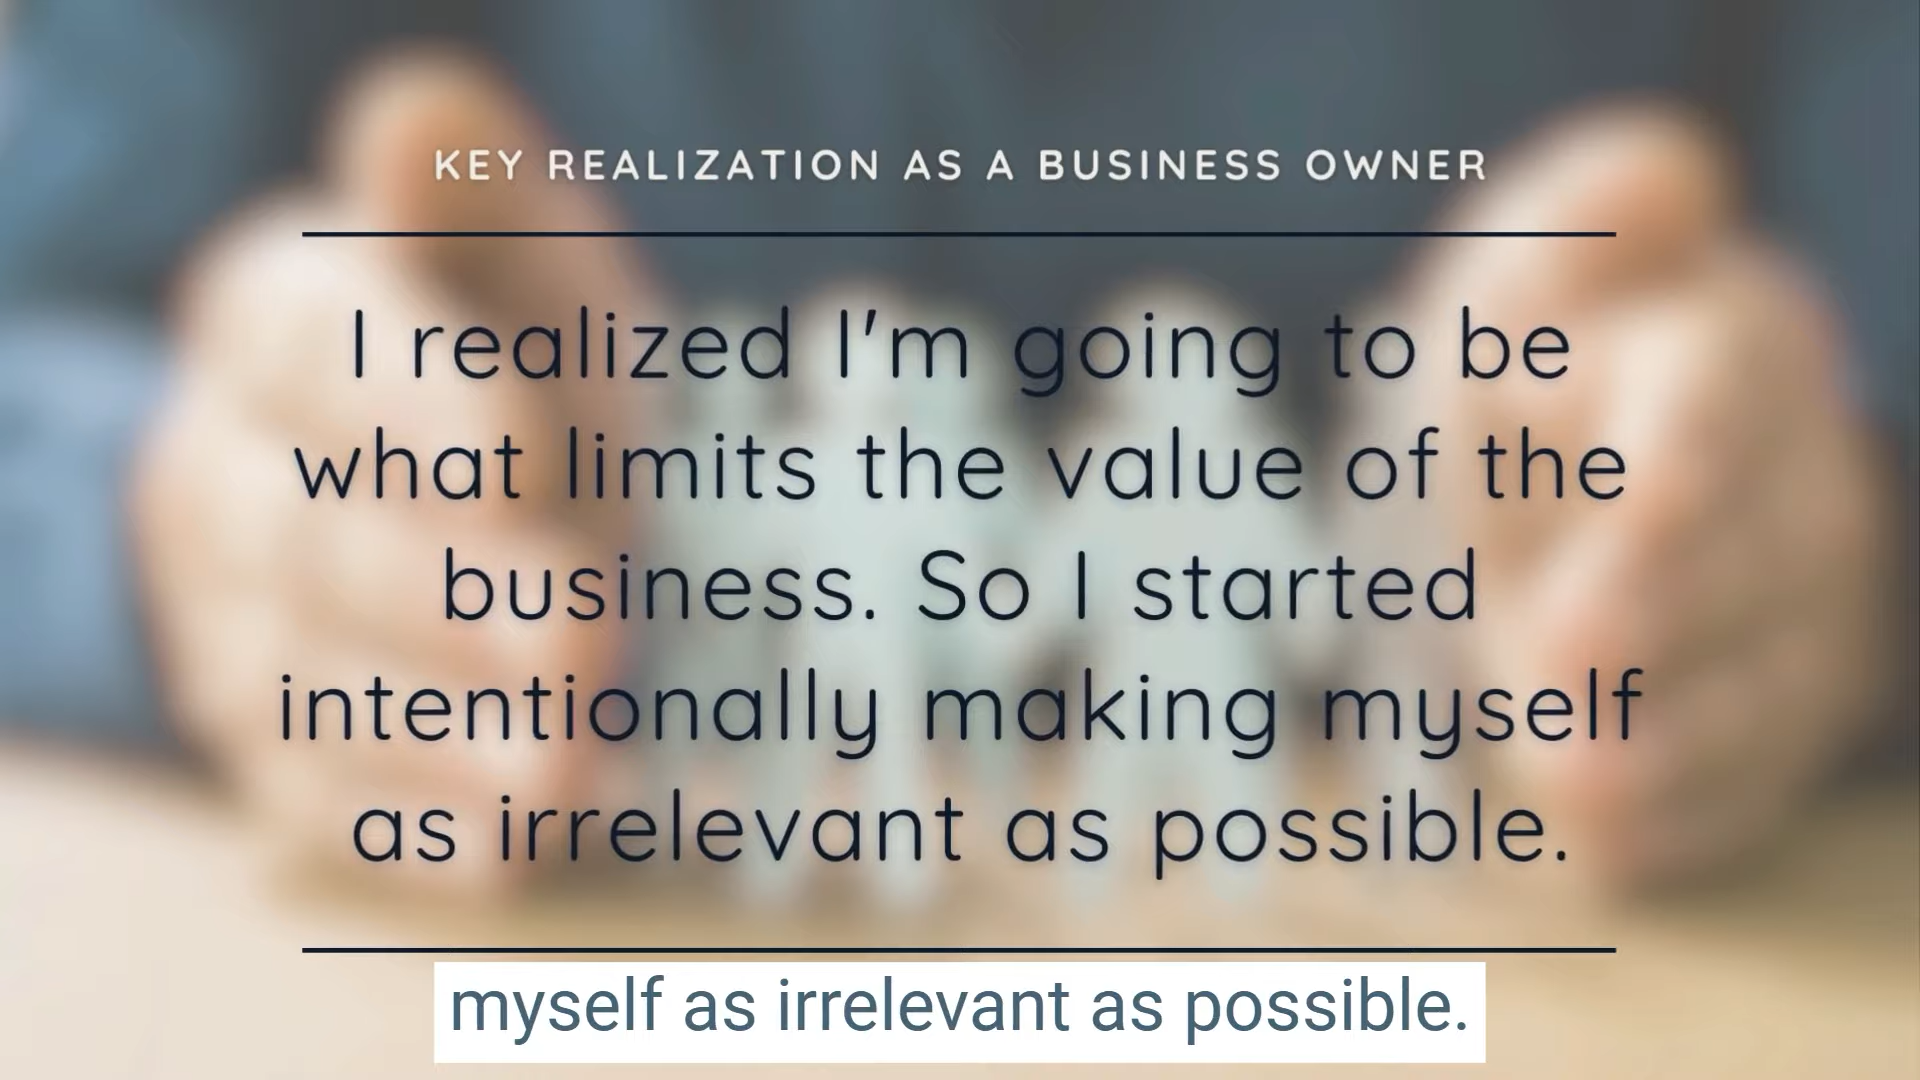 KEY REALIZATION AS A BUSINESS OWNER
I realized I'm going to be
what limits the value of the
business. So I started
intentionally making myself
as irrelevant as possible.
myself as irrelevant as possible.